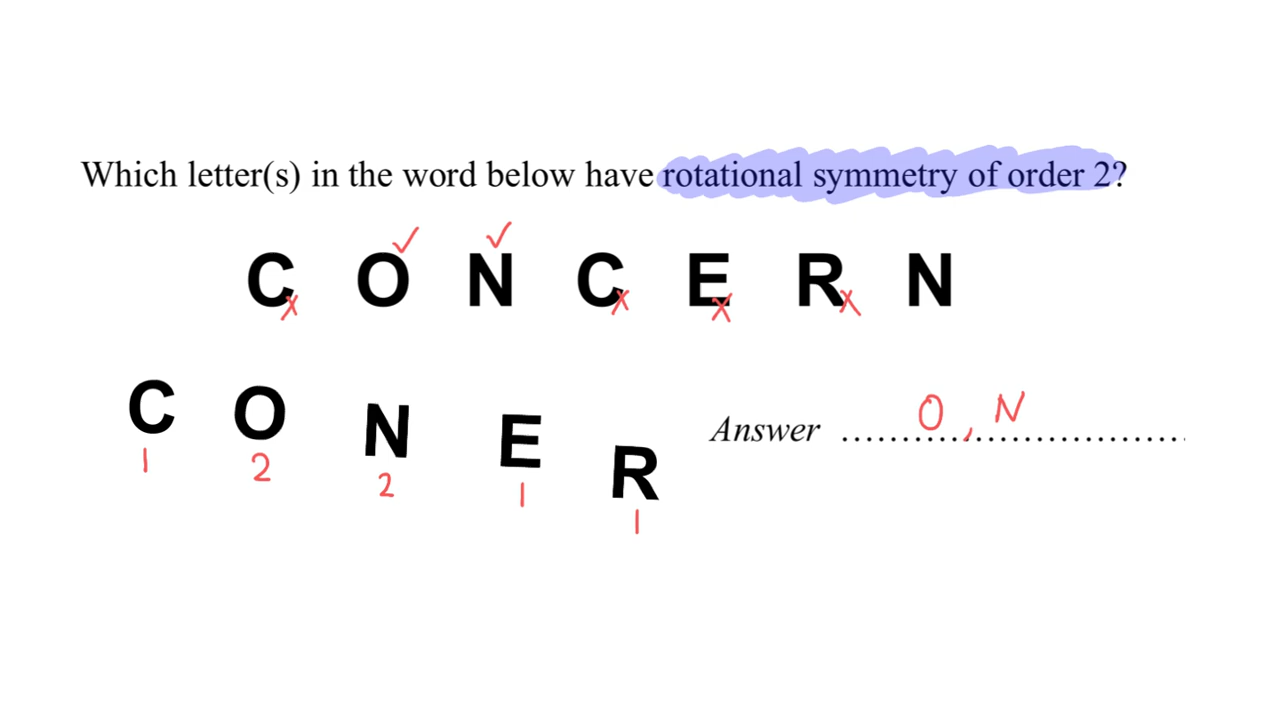 Which letter(s) in the word below have rotational symmetry of order 2?
✓ ✓
C O N C E R N
x x x x
C O N E R
1 2 2 1 1
Answer ........O , N........